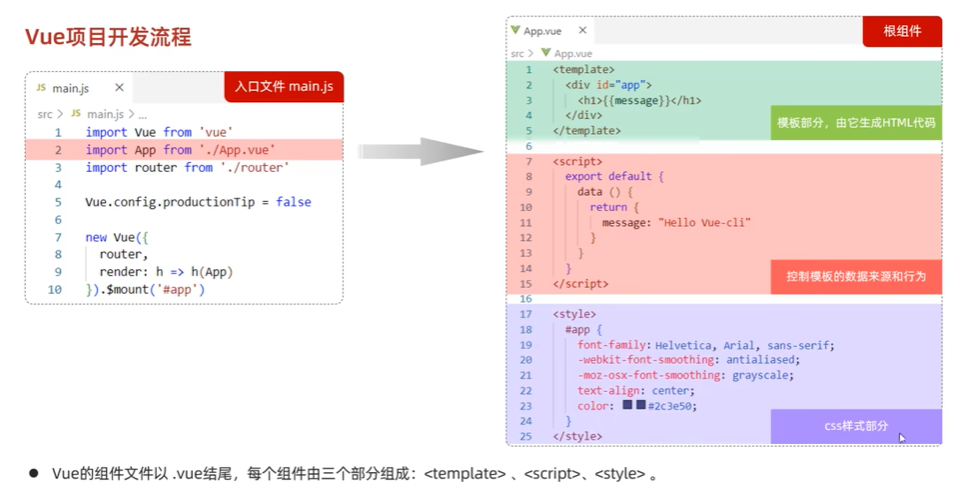 Vue项目开发流程
JS main.js ×
入口文件 main.js
src > JS main.js > ...
1 import Vue from 'vue'
2 import App from './App.vue'
3 import router from './router'
4
5 Vue.config.productionTip = false
6
7 new Vue({
8 router,
9 render: h => h(App)
10 }).$mount('#app')
App.vue ×
根组件
src > App.vue
1 <template>
2 <div id="app">
3 <h1>{{message}}</h1>
4 </div>
5 </template>
模板部分，由它生成HTML代码
6
7 <script>
8 export default {
9 data () {
10 return {
11 message: "Hello Vue-cli"
12 }
13 }
14 }
15 </script>
控制模板的数据来源和行为
16
17 <style>
18 #app {
19 font-family: Helvetica, Arial, sans-serif;
20 -webkit-font-smoothing: antialiased;
21 -moz-osx-font-smoothing: grayscale;
22 text-align: center;
23 color: #2c3e50;
24 }
25 </style>
css样式部分
● Vue的组件文件以 .vue结尾，每个组件由三个部分组成：<template> 、<script>、<style> 。